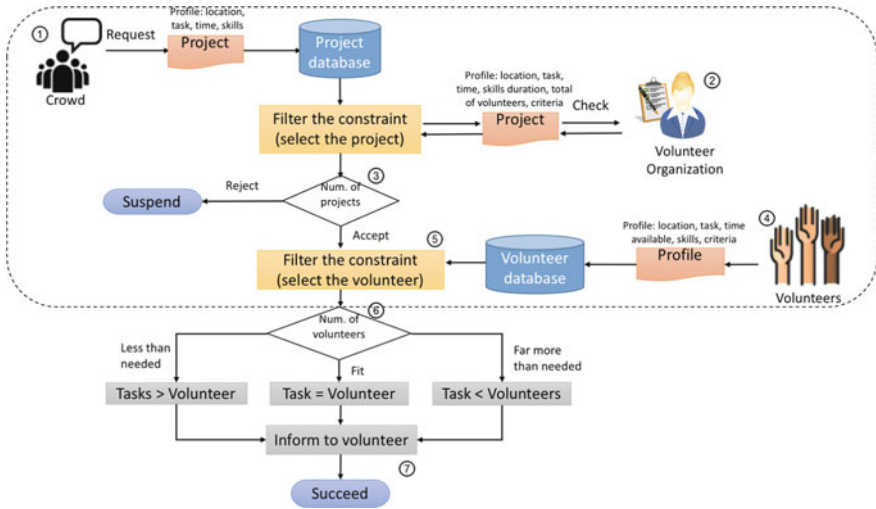 ①
Crowd
Request
Profile: location,
task, time, skills
Project
Project
database
Filter the constraint
(select the project)
Profile: location, task,
time, skills duration, total
of volunteers, criteria
Project
Check
②
Volunteer
Organization
③
Num. of
projects
Reject
Suspend
Accept
④
Volunteers
Profile: location, task, time
available, skills, criteria
Profile
Volunteer
database
⑤
Filter the constraint
(select the volunteer)
⑥
Num. of
volunteers
Less than
needed
Fit
Far more
than needed
Tasks > Volunteer
Task = Volunteer
Task < Volunteers
Inform to volunteer
⑦
Succeed